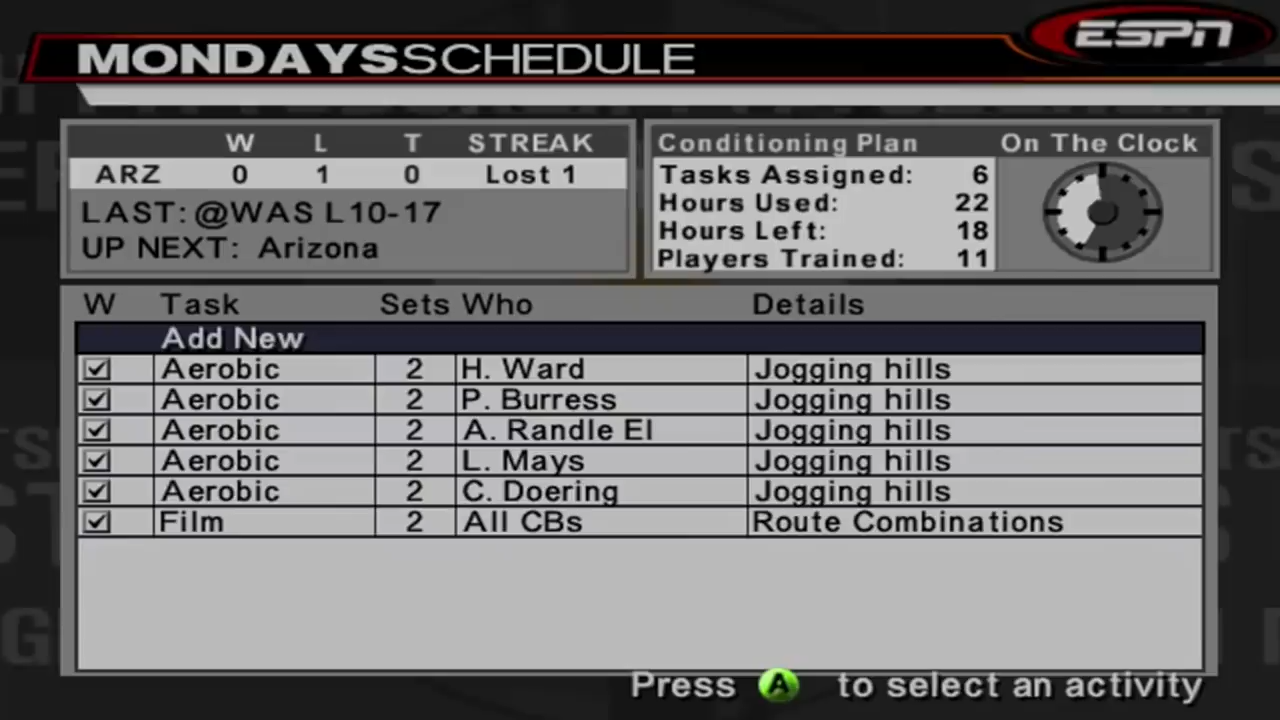 ESPN
MONDAYSSCHEDULE
W L T STREAK
ARZ 0 1 0 Lost 1
LAST: @WAS L10-17
UP NEXT: Arizona
Conditioning Plan On The Clock
Tasks Assigned: 6
Hours Used: 22
Hours Left: 18
Players Trained: 11
W Task Sets Who Details
Add New
Aerobic 2 H. Ward Jogging hills
Aerobic 2 P. Burress Jogging hills
Aerobic 2 A. Randle El Jogging hills
Aerobic 2 L. Mays Jogging hills
Aerobic 2 C. Doering Jogging hills
Film 2 All CBs Route Combinations
Press A to select an activity